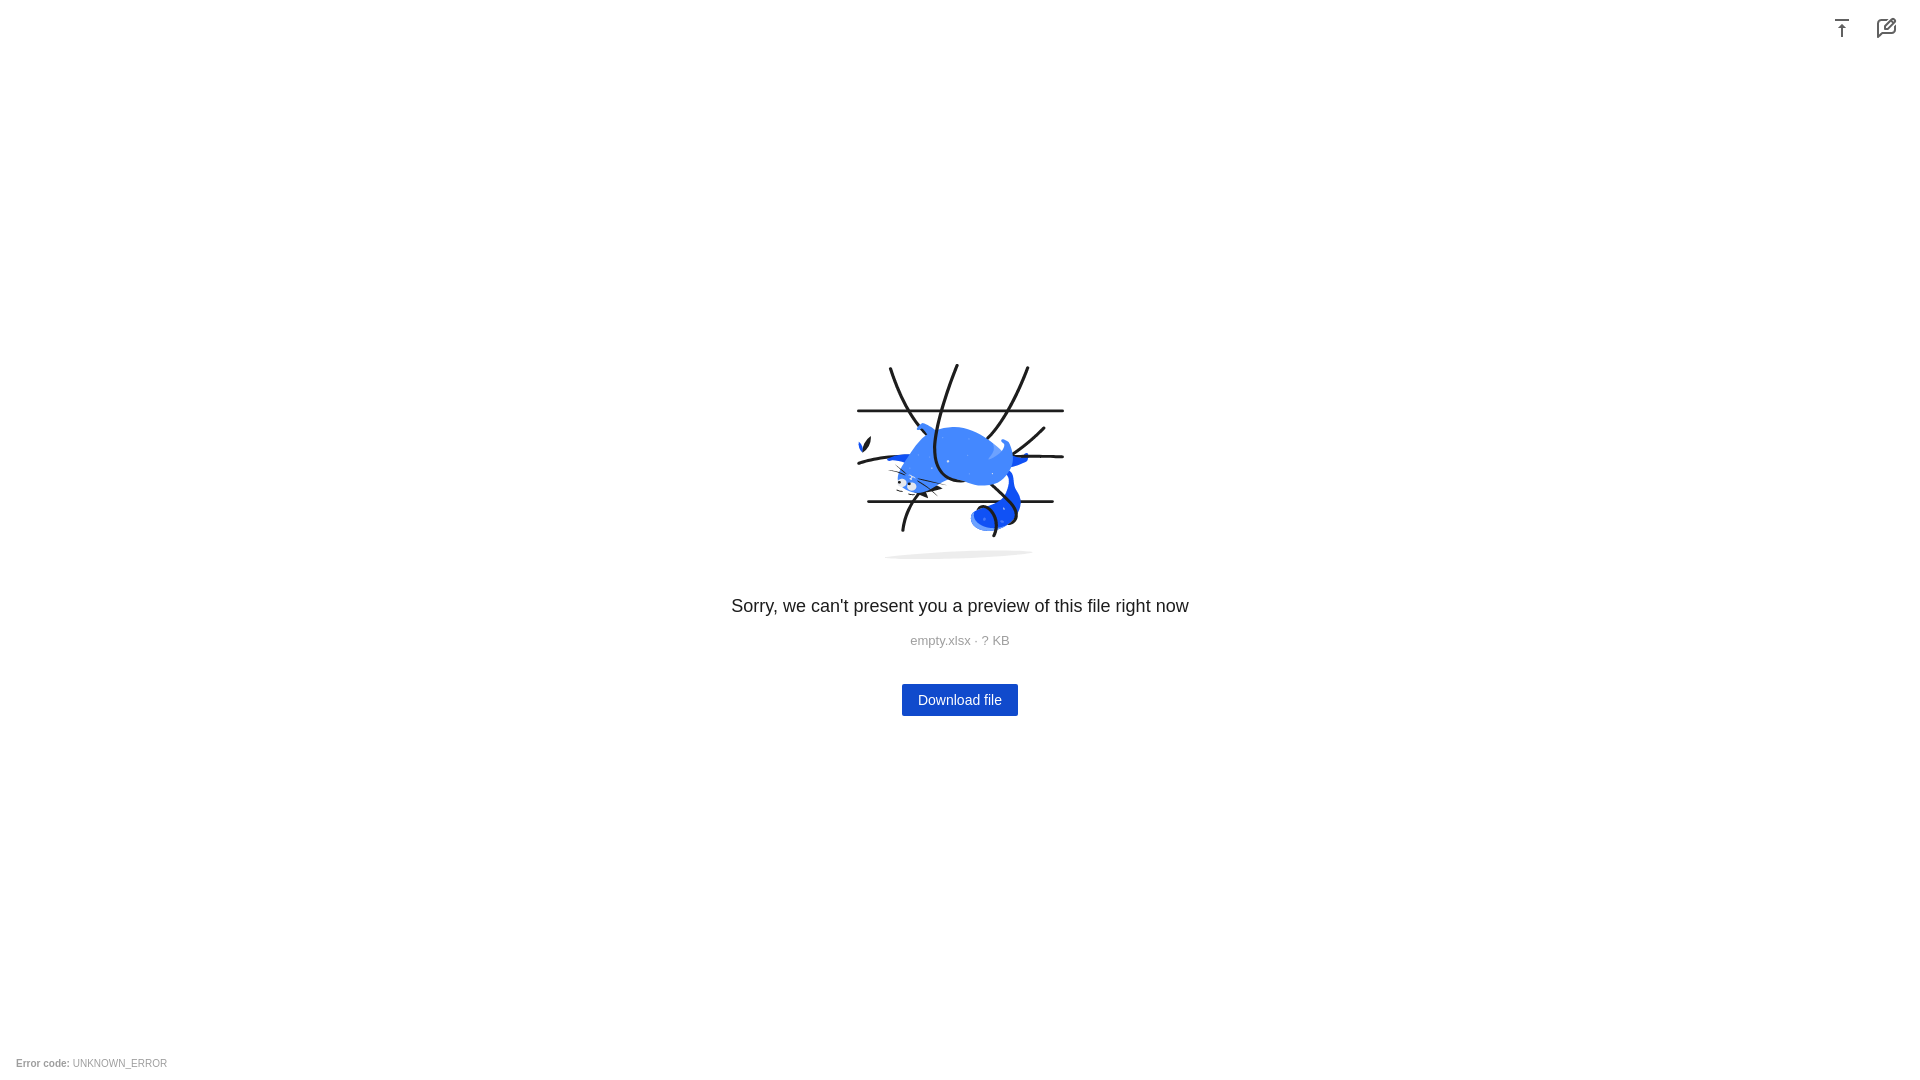 Sorry, we can't present you a preview of this file right now
empty.xlsx · ? KB
Download file
Error code: UNKNOWN_ERROR